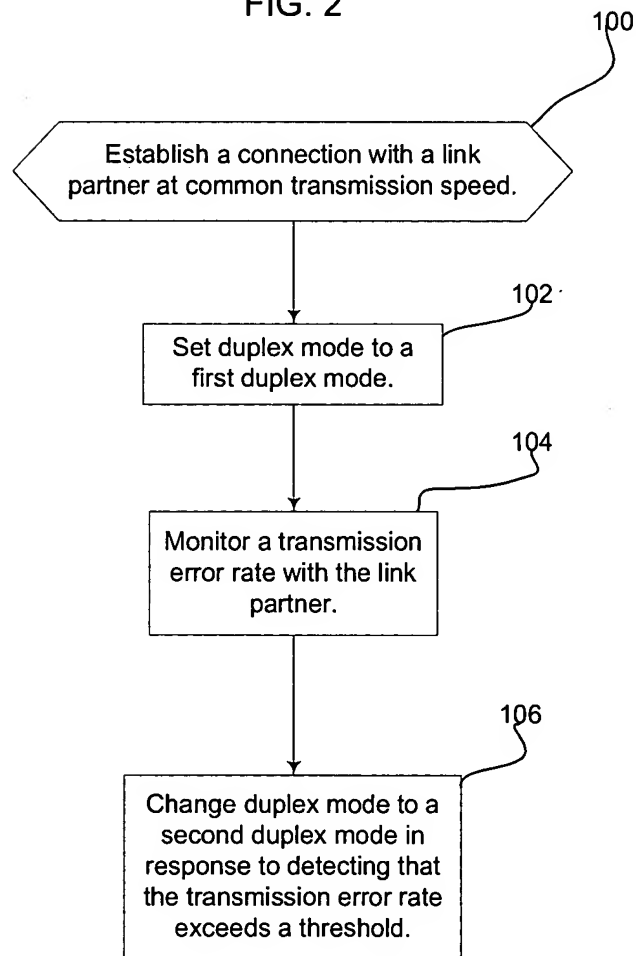 FIG. 2
100
Establish a connection with a link
partner at common transmission speed.
102
Set duplex mode to a
first duplex mode.
104
Monitor a transmission
error rate with the link
partner.
106
Change duplex mode to a
second duplex mode in
response to detecting that
the transmission error rate
exceeds a threshold.